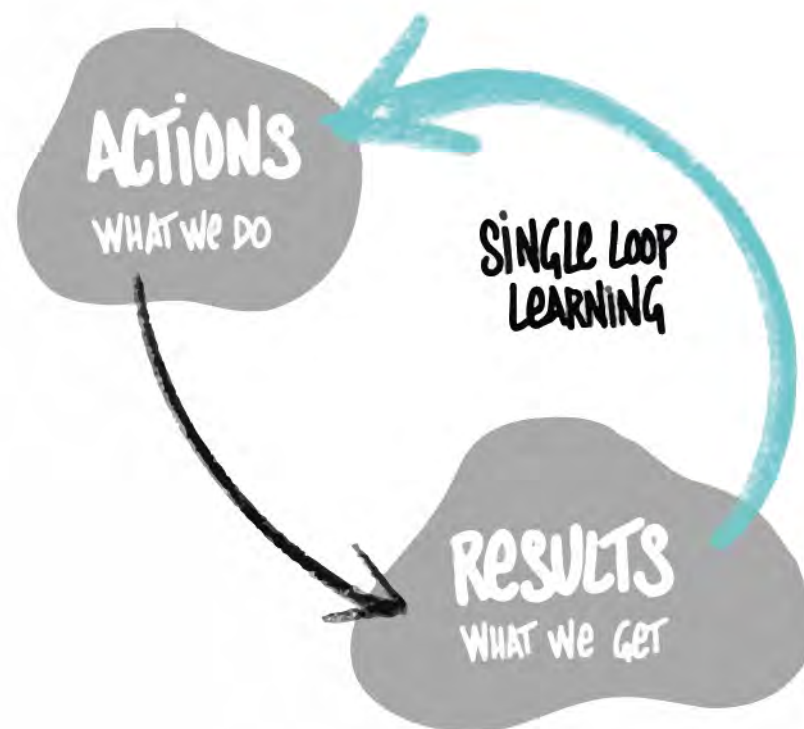 ACTiONS
WHAT We DO
SiNGLe LOOP
LeARNiNG
ReSULTS
WHAT We GeT